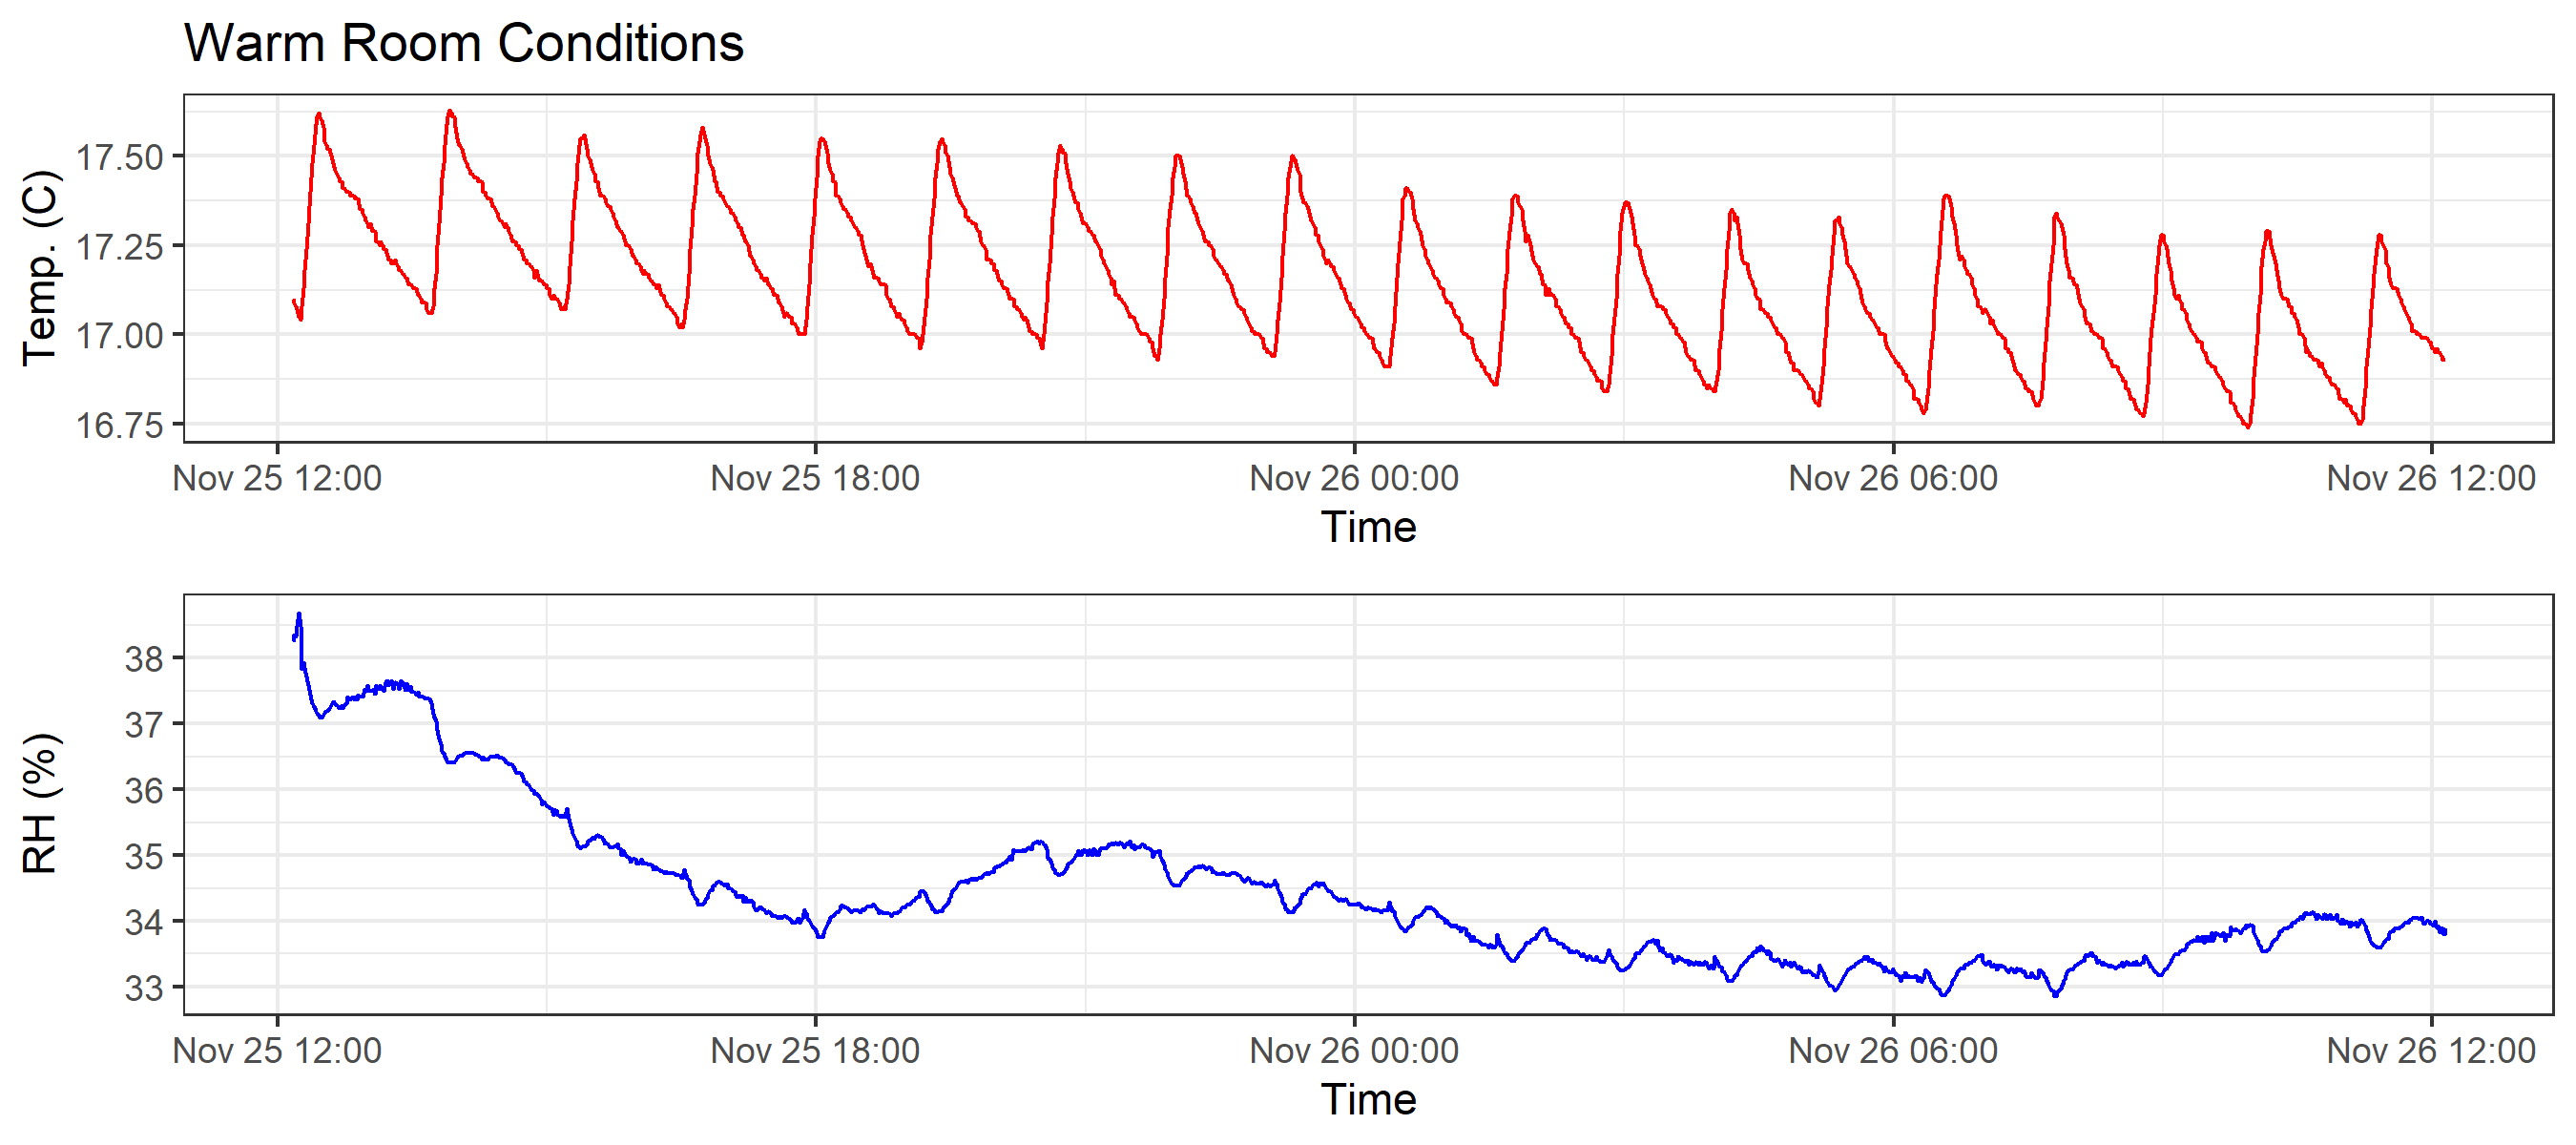 Warm Room Conditions
Temp. (C)
17.50
17.25
17.00
16.75
Nov 25 12:00 Nov 25 18:00 Nov 26 00:00 Nov 26 06:00 Nov 26 12:00
Time
RH (%)
38
37
36
35
34
33
Nov 25 12:00 Nov 25 18:00 Nov 26 00:00 Nov 26 06:00 Nov 26 12:00
Time